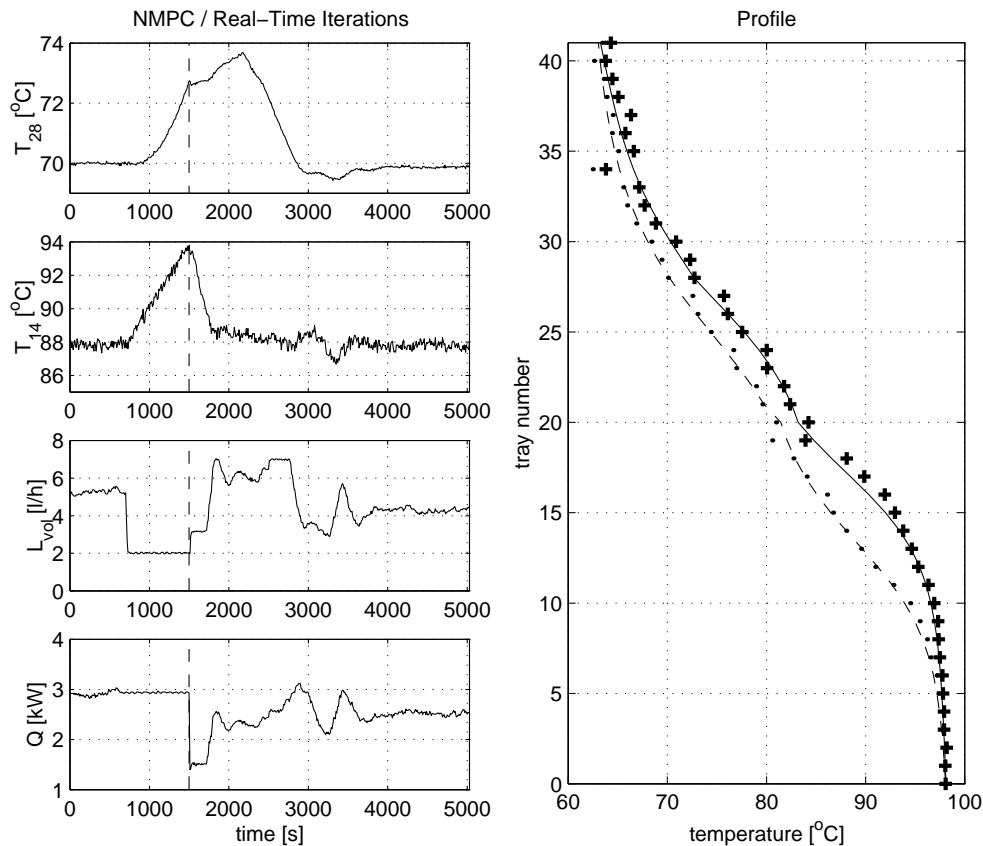 NMPC / Real−Time Iterations
74
72
70
T28 [oC]
0 1000 2000 3000 4000 5000
94
92
90
88
86
T14 [oC]
0 1000 2000 3000 4000 5000
8
6
4
2
0
Lvol [l/h]
0 1000 2000 3000 4000 5000
4
3
2
1
Q [kW]
0 1000 2000 3000 4000 5000
time [s]
Profile
40
35
30
25
20
15
10
5
0
tray number
60 70 80 90 100
temperature [oC]